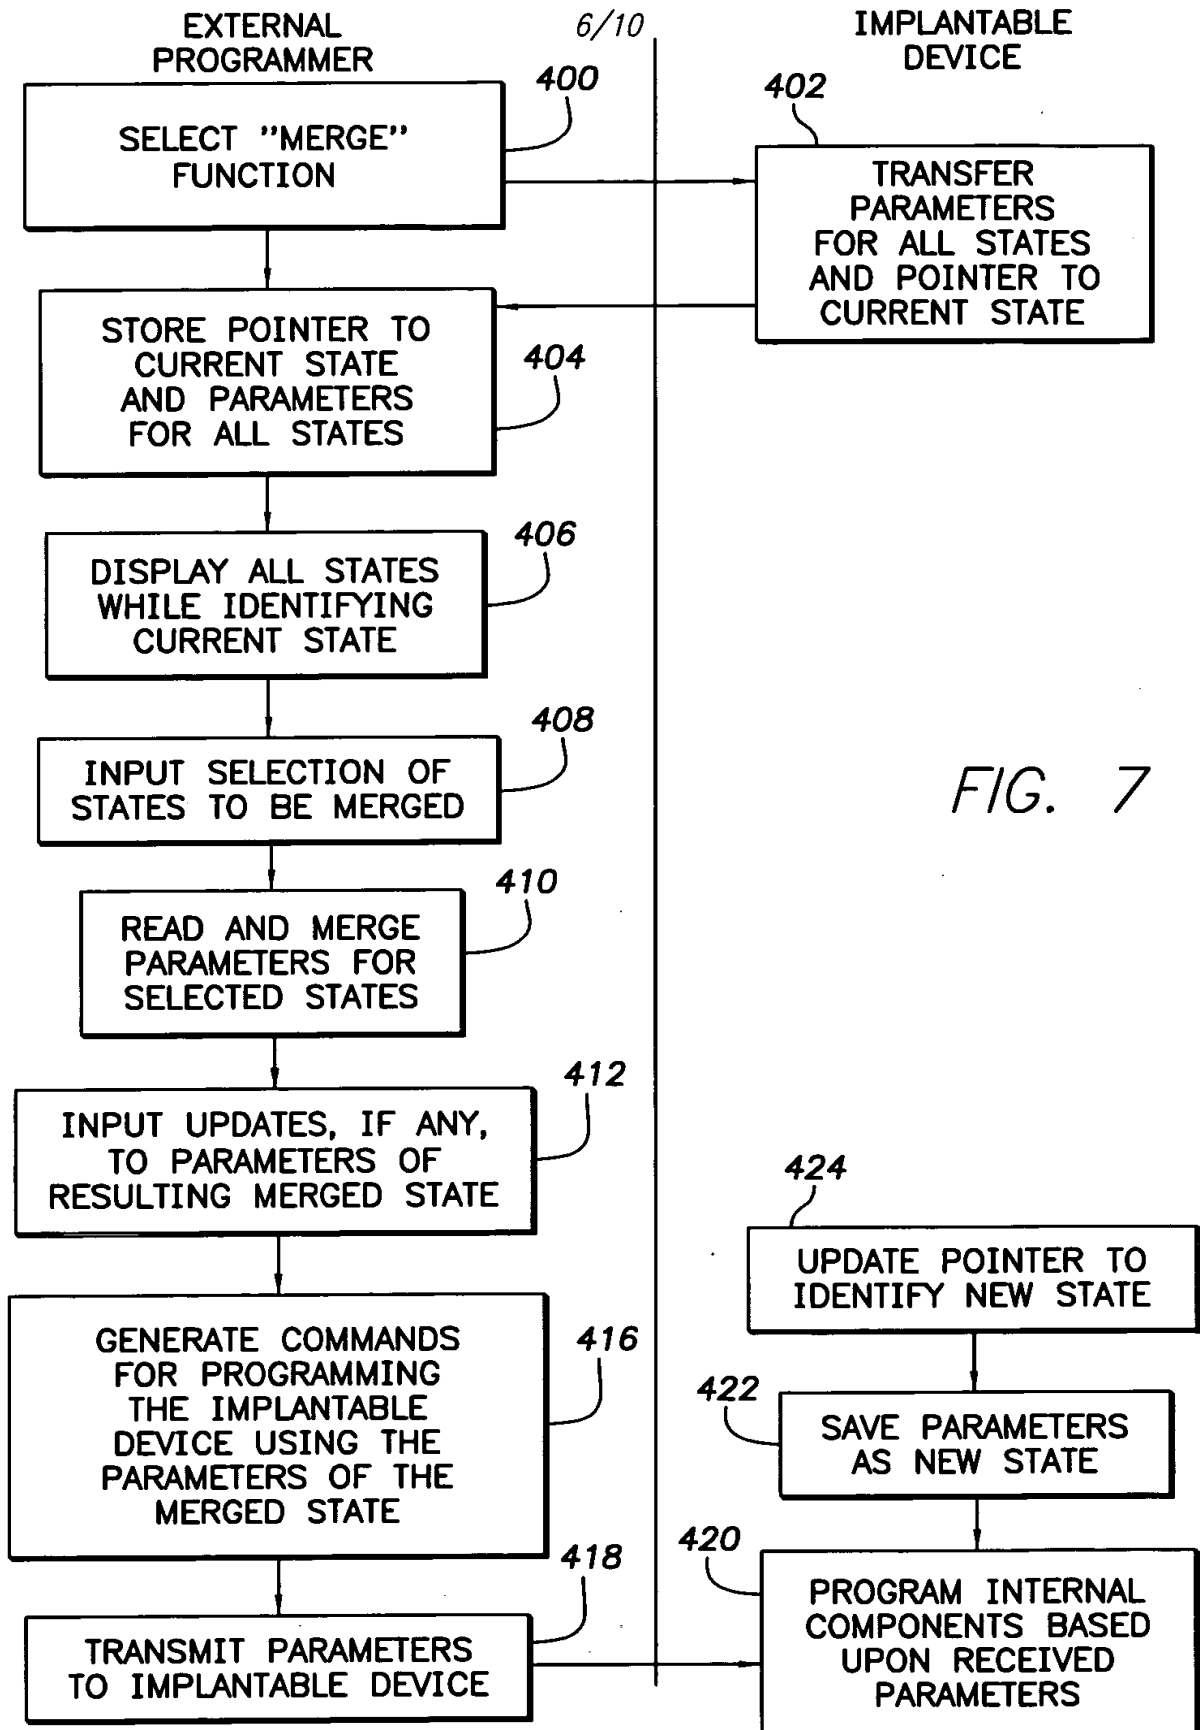 EXTERNAL
PROGRAMMER
6/10
IMPLANTABLE
DEVICE
400
SELECT "MERGE"
FUNCTION
402
TRANSFER
PARAMETERS
FOR ALL STATES
AND POINTER TO
CURRENT STATE
STORE POINTER TO
CURRENT STATE
AND PARAMETERS
FOR ALL STATES
404
406
DISPLAY ALL STATES
WHILE IDENTIFYING
CURRENT STATE
408
INPUT SELECTION OF
STATES TO BE MERGED
FIG. 7
410
READ AND MERGE
PARAMETERS FOR
SELECTED STATES
412
INPUT UPDATES, IF ANY,
TO PARAMETERS OF
RESULTING MERGED STATE
424
UPDATE POINTER TO
IDENTIFY NEW STATE
416
GENERATE COMMANDS
FOR PROGRAMMING
THE IMPLANTABLE
DEVICE USING THE
PARAMETERS OF THE
MERGED STATE
422
SAVE PARAMETERS
AS NEW STATE
418
TRANSMIT PARAMETERS
TO IMPLANTABLE DEVICE
420
PROGRAM INTERNAL
COMPONENTS BASED
UPON RECEIVED
PARAMETERS